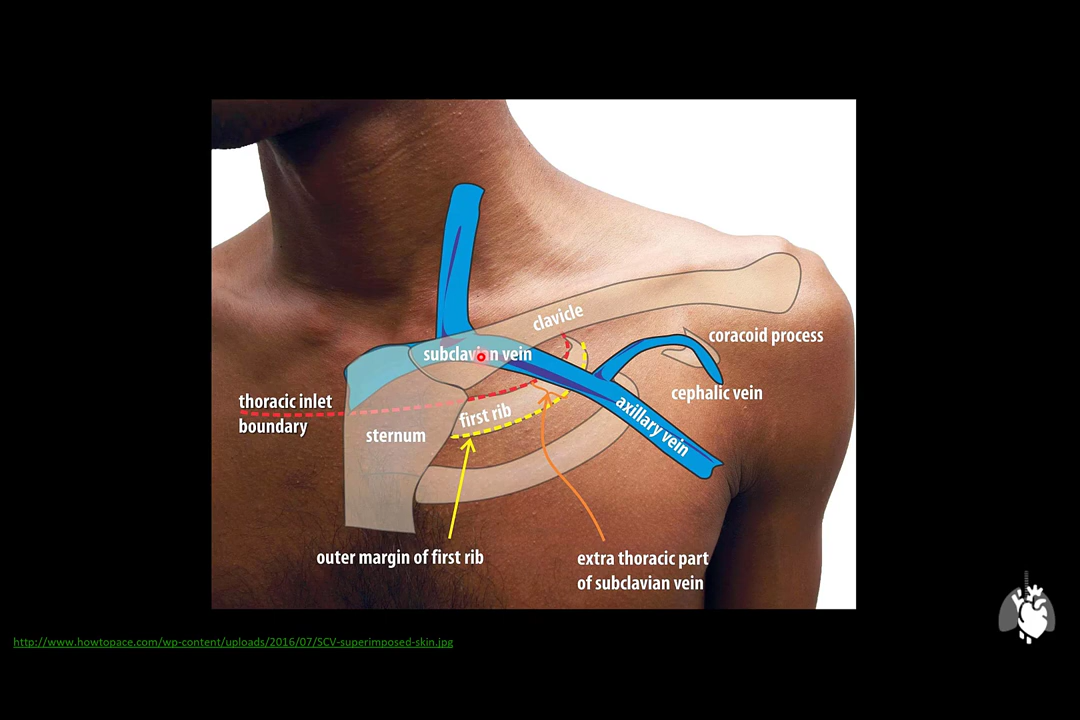 clavicle
coracoid process
subclavian vein
cephalic vein
thoracic inlet
boundary
first rib
axillary vein
sternum
outer margin of first rib
extra thoracic part
of subclavian vein
http://www.howtopace.com/wp-content/uploads/2016/07/SCV-superimposed-skin.jpg